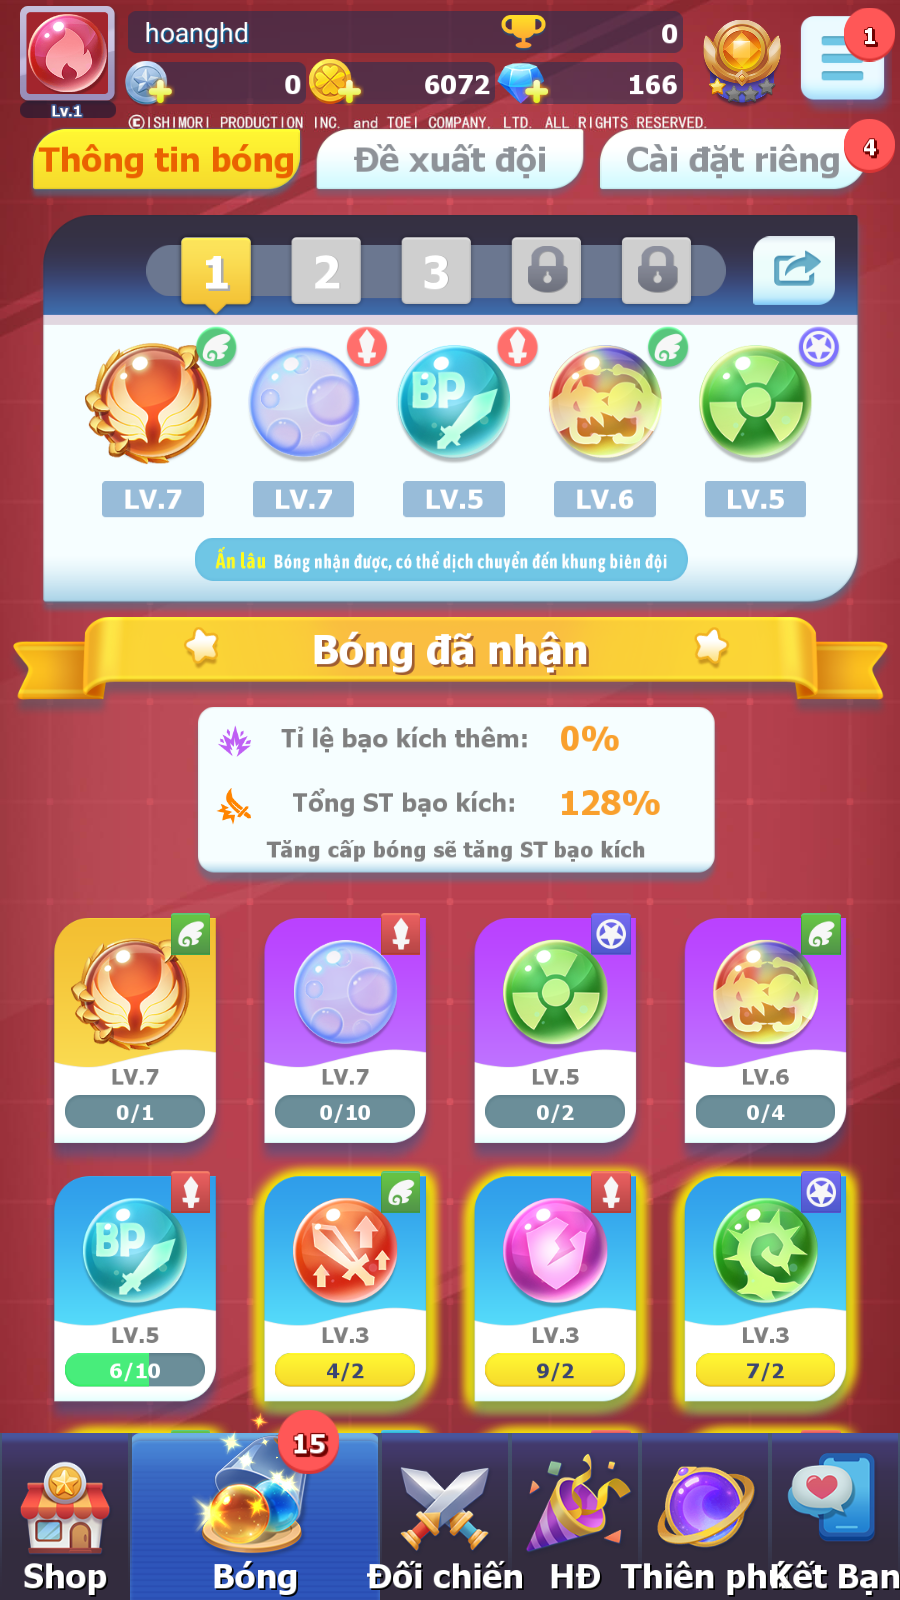 hoanghd 0
Lv.1
0 6072 166
1
©ISHIMORI PRODUCTION INC. and TOEI COMPANY, LTD. ALL RIGHTS RESERVED.
Thông tin bóng Đề xuất đội Cài đặt riêng 4
1 2 3
BP
LV.7 LV.7 LV.5 LV.6 LV.5
Ấn lâu Bóng nhận được, có thể dịch chuyển đến khung biên đội
Bóng đã nhận
Tỉ lệ bạo kích thêm: 0%
Tổng ST bạo kích: 128%
Tăng cấp bóng sẽ tăng ST bạo kích
LV.7 LV.7 LV.5 LV.6
0/1 0/10 0/2 0/4
BP
LV.5 LV.3 LV.3 LV.3
6/10 4/2 9/2 7/2
15
Shop Bóng Đối chiến HĐ Thiên phú Kết Bạn